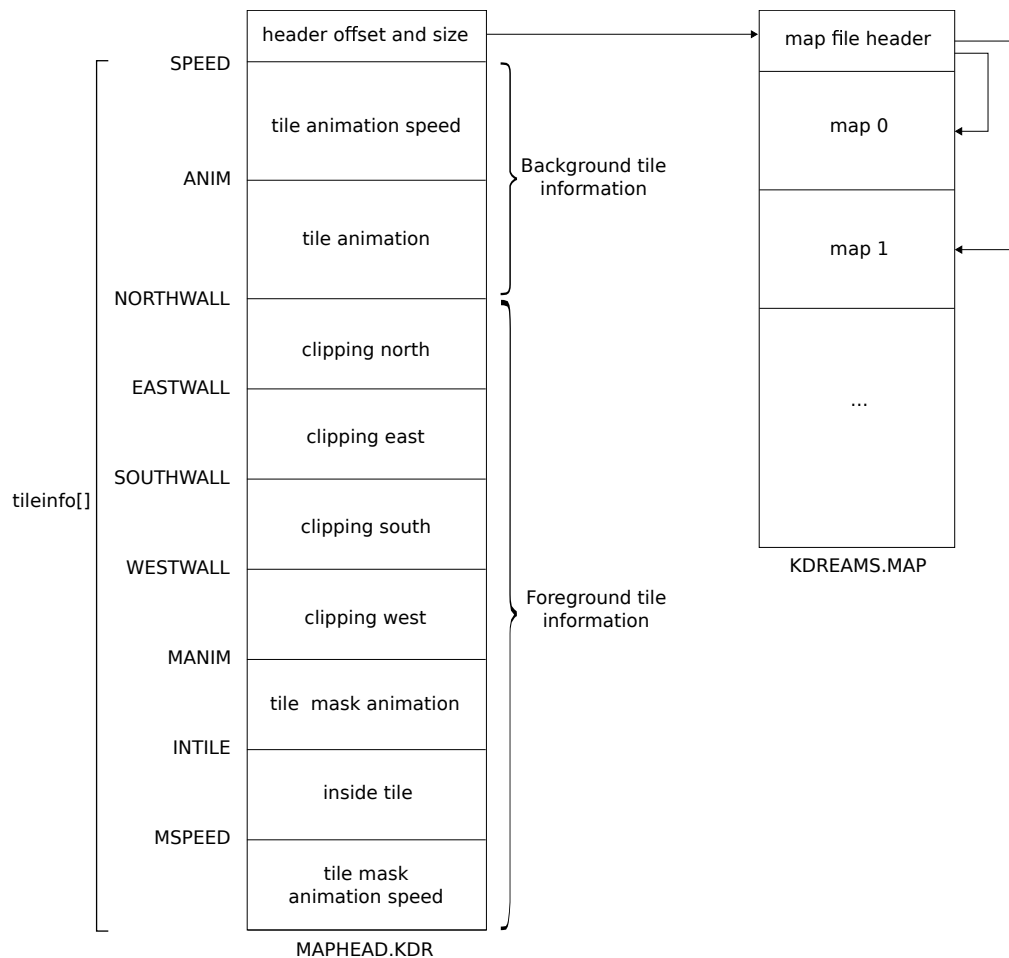 header offset and size
map file header
SPEED
tile animation speed
map 0
Background tile
information
ANIM
tile animation
map 1
NORTHWALL
clipping north
EASTWALL
...
clipping east
SOUTHWALL
tileinfo[]
clipping south
WESTWALL
KDREAMS.MAP
Foreground tile
information
clipping west
MANIM
tile  mask animation
INTILE
inside tile
MSPEED
tile mask
animation speed
MAPHEAD.KDR